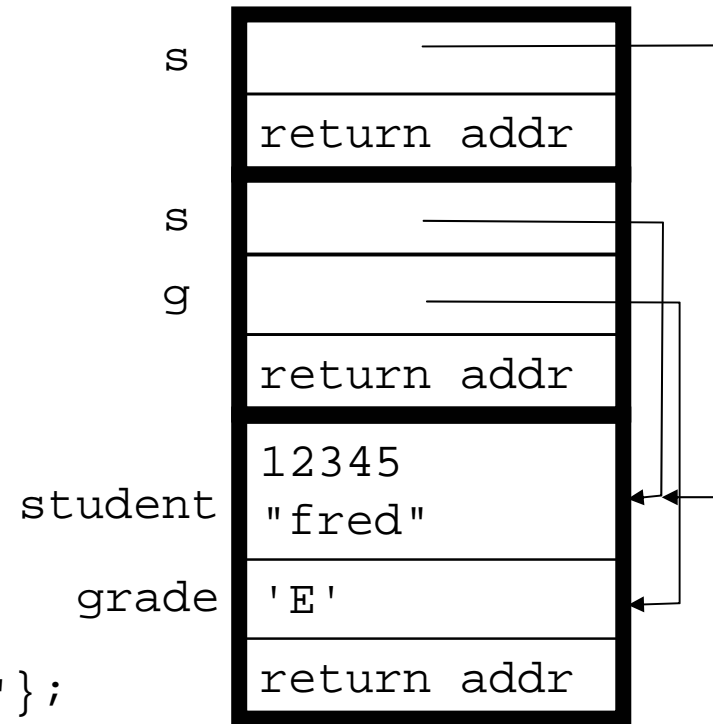 s
return addr
s
g
return addr
12345
student "fred"
grade 'E'
"};
return addr